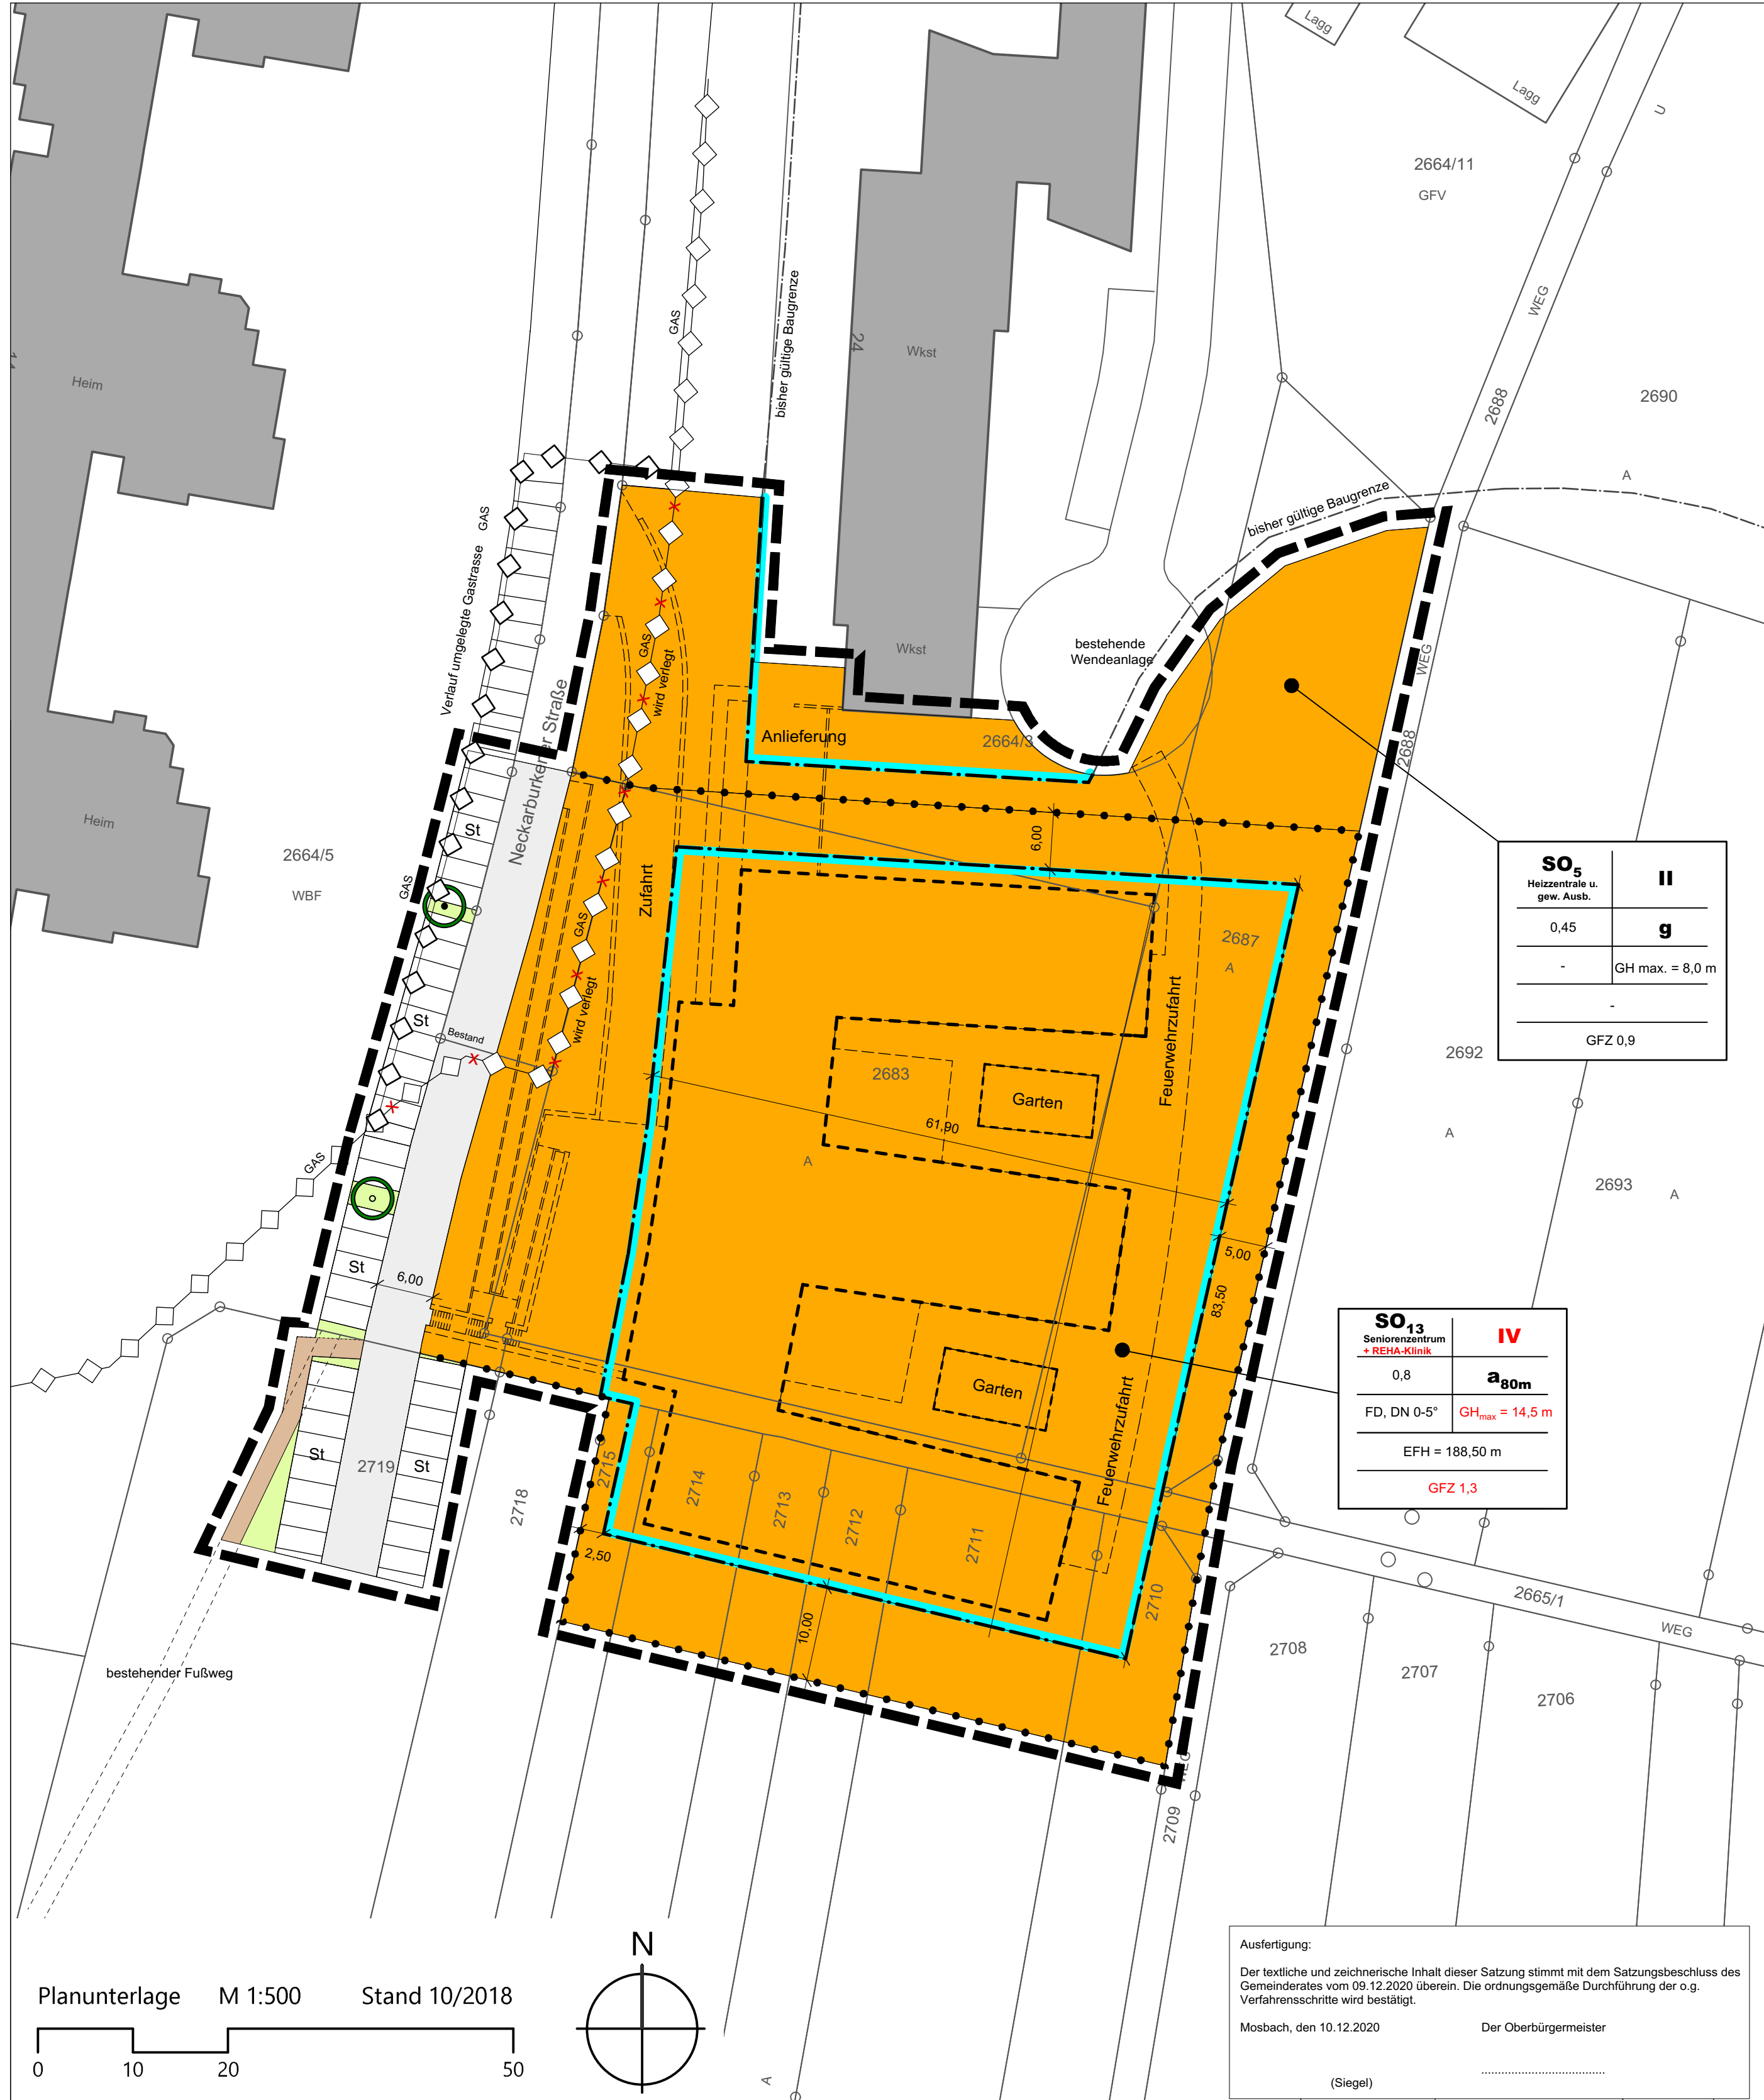 Lagg
Lagg
U
2664/11
GFV
WEG
2690
2688
A
GAS
bisher gültige Baugrenze
24
Wkst
Heim
bisher gültige Baugrenze
GAS
Verlauf umgelegte Gastrasse
Neckarburkener Straße
GAS
wird verlegt
Wkst
bestehende
Wendeanlage
WEG
2688
Anlieferung
2664/3
Heim
2664/5
WBF
St
GAS
Zufahrt
6,00
GAS
wird verlegt
2687
A
Feuerwehrzufahrt
SO5
Heizzentrale u.
gew. Ausb.
II
0,45
g
-
GH max. = 8,0 m
-
GFZ 0,9
St
Bestand
2683
Garten
61,90
A
2692
A
2693
A
GAS
St
6,00
5,00
83,50
SO13
Seniorenzentrum
+ REHA-Klinik
IV
0,8
a80m
FD, DN 0-5°
GHmax = 14,5 m
EFH = 188,50 m
GFZ 1,3
Garten
Feuerwehrzufahrt
St
2719
St
2718
2715
2714
2713
2712
2711
2710
2,50
10,00
2665/1
WEG
2708
2707
2706
bestehender Fußweg
WEG
2709
N
Planunterlage M 1:500 Stand 10/2018
0 10 20 50
A
Ausfertigung:
Der textliche und zeichnerische Inhalt dieser Satzung stimmt mit dem Satzungsbeschluss des
Gemeinderates vom 09.12.2020 überein. Die ordnungsgemäße Durchführung der o.g.
Verfahrensschritte wird bestätigt.
Mosbach, den 10.12.2020 Der Oberbürgermeister
(Siegel) .....................................